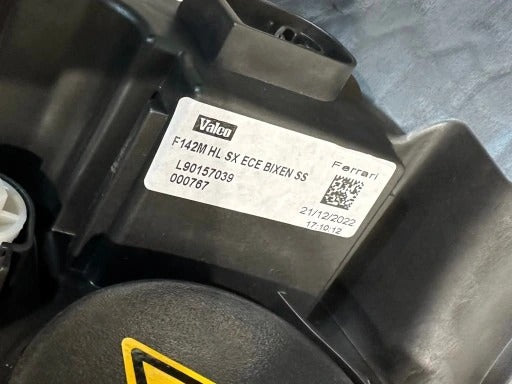 Valeo
F142M HL SX ECE BIXEN SS
Ferrari
L90157039
000767
21/12/2022
17:10:12